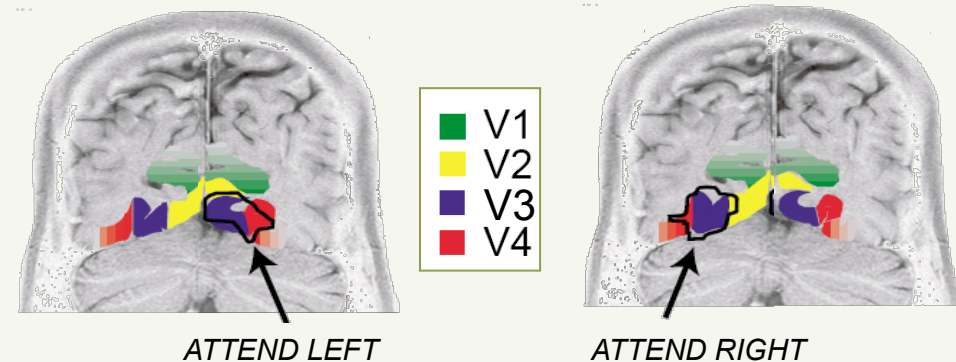 V1
V2
V3
V4
ATTEND LEFT
ATTEND RIGHT